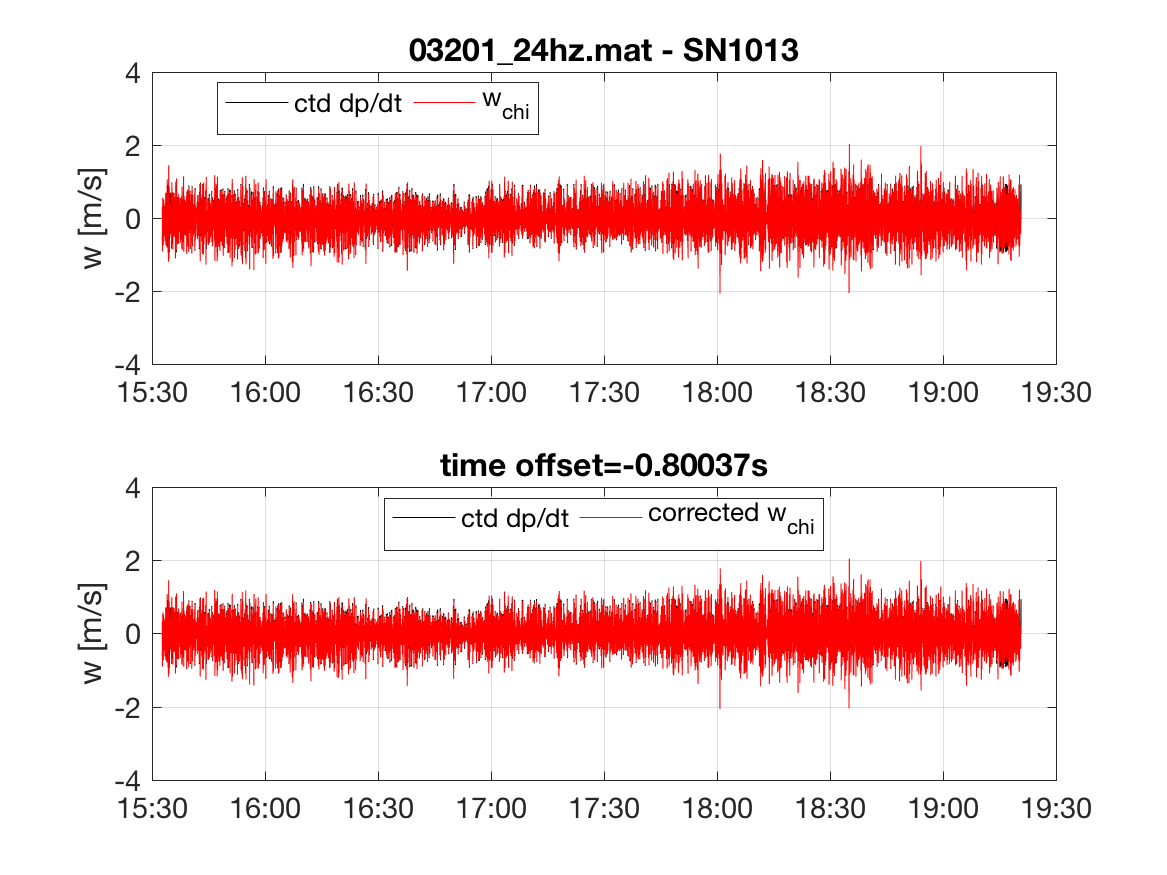 03201_24hz.mat - SN1013
ctd dp/dt w_chi
w [m/s]
4
2
0
-2
-4
15:30 16:00 16:30 17:00 17:30 18:00 18:30 19:00 19:30
time offset=-0.80037s
ctd dp/dt corrected w_chi
w [m/s]
4
2
0
-2
-4
15:30 16:00 16:30 17:00 17:30 18:00 18:30 19:00 19:30